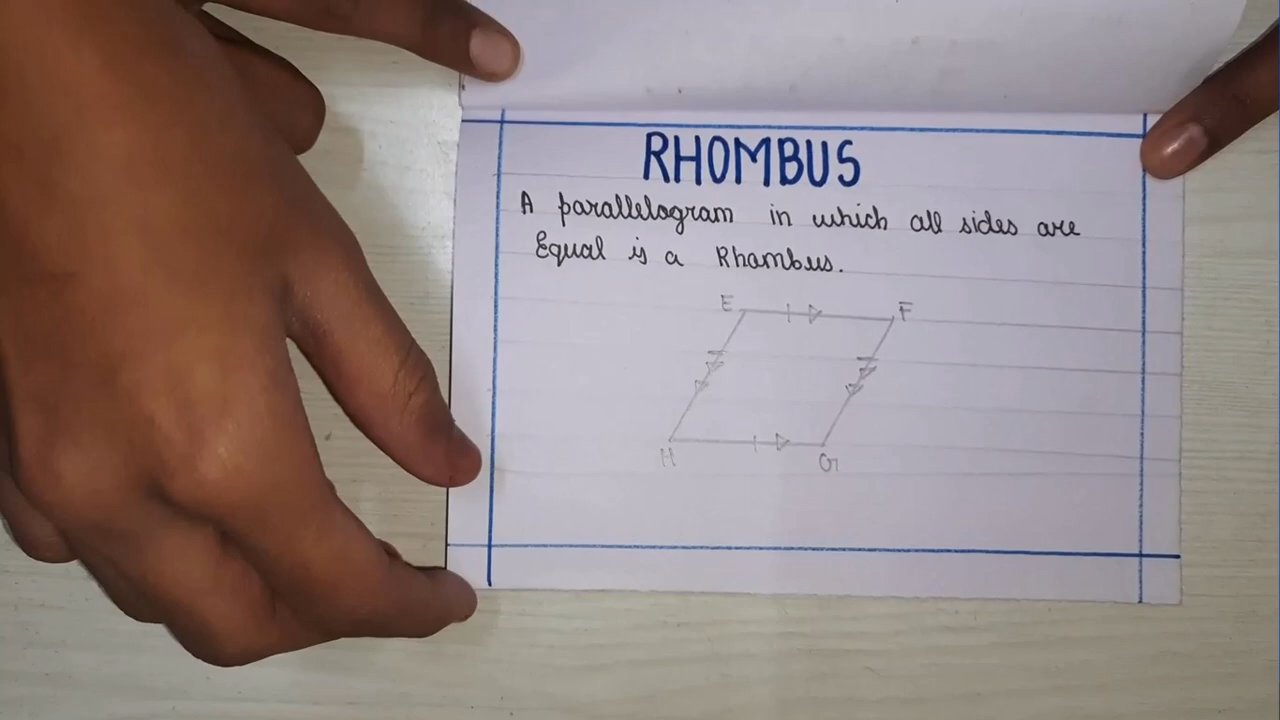 RHOMBUS
A parallelogram in which all sides are
Equal is a Rhombus.
E F
H G